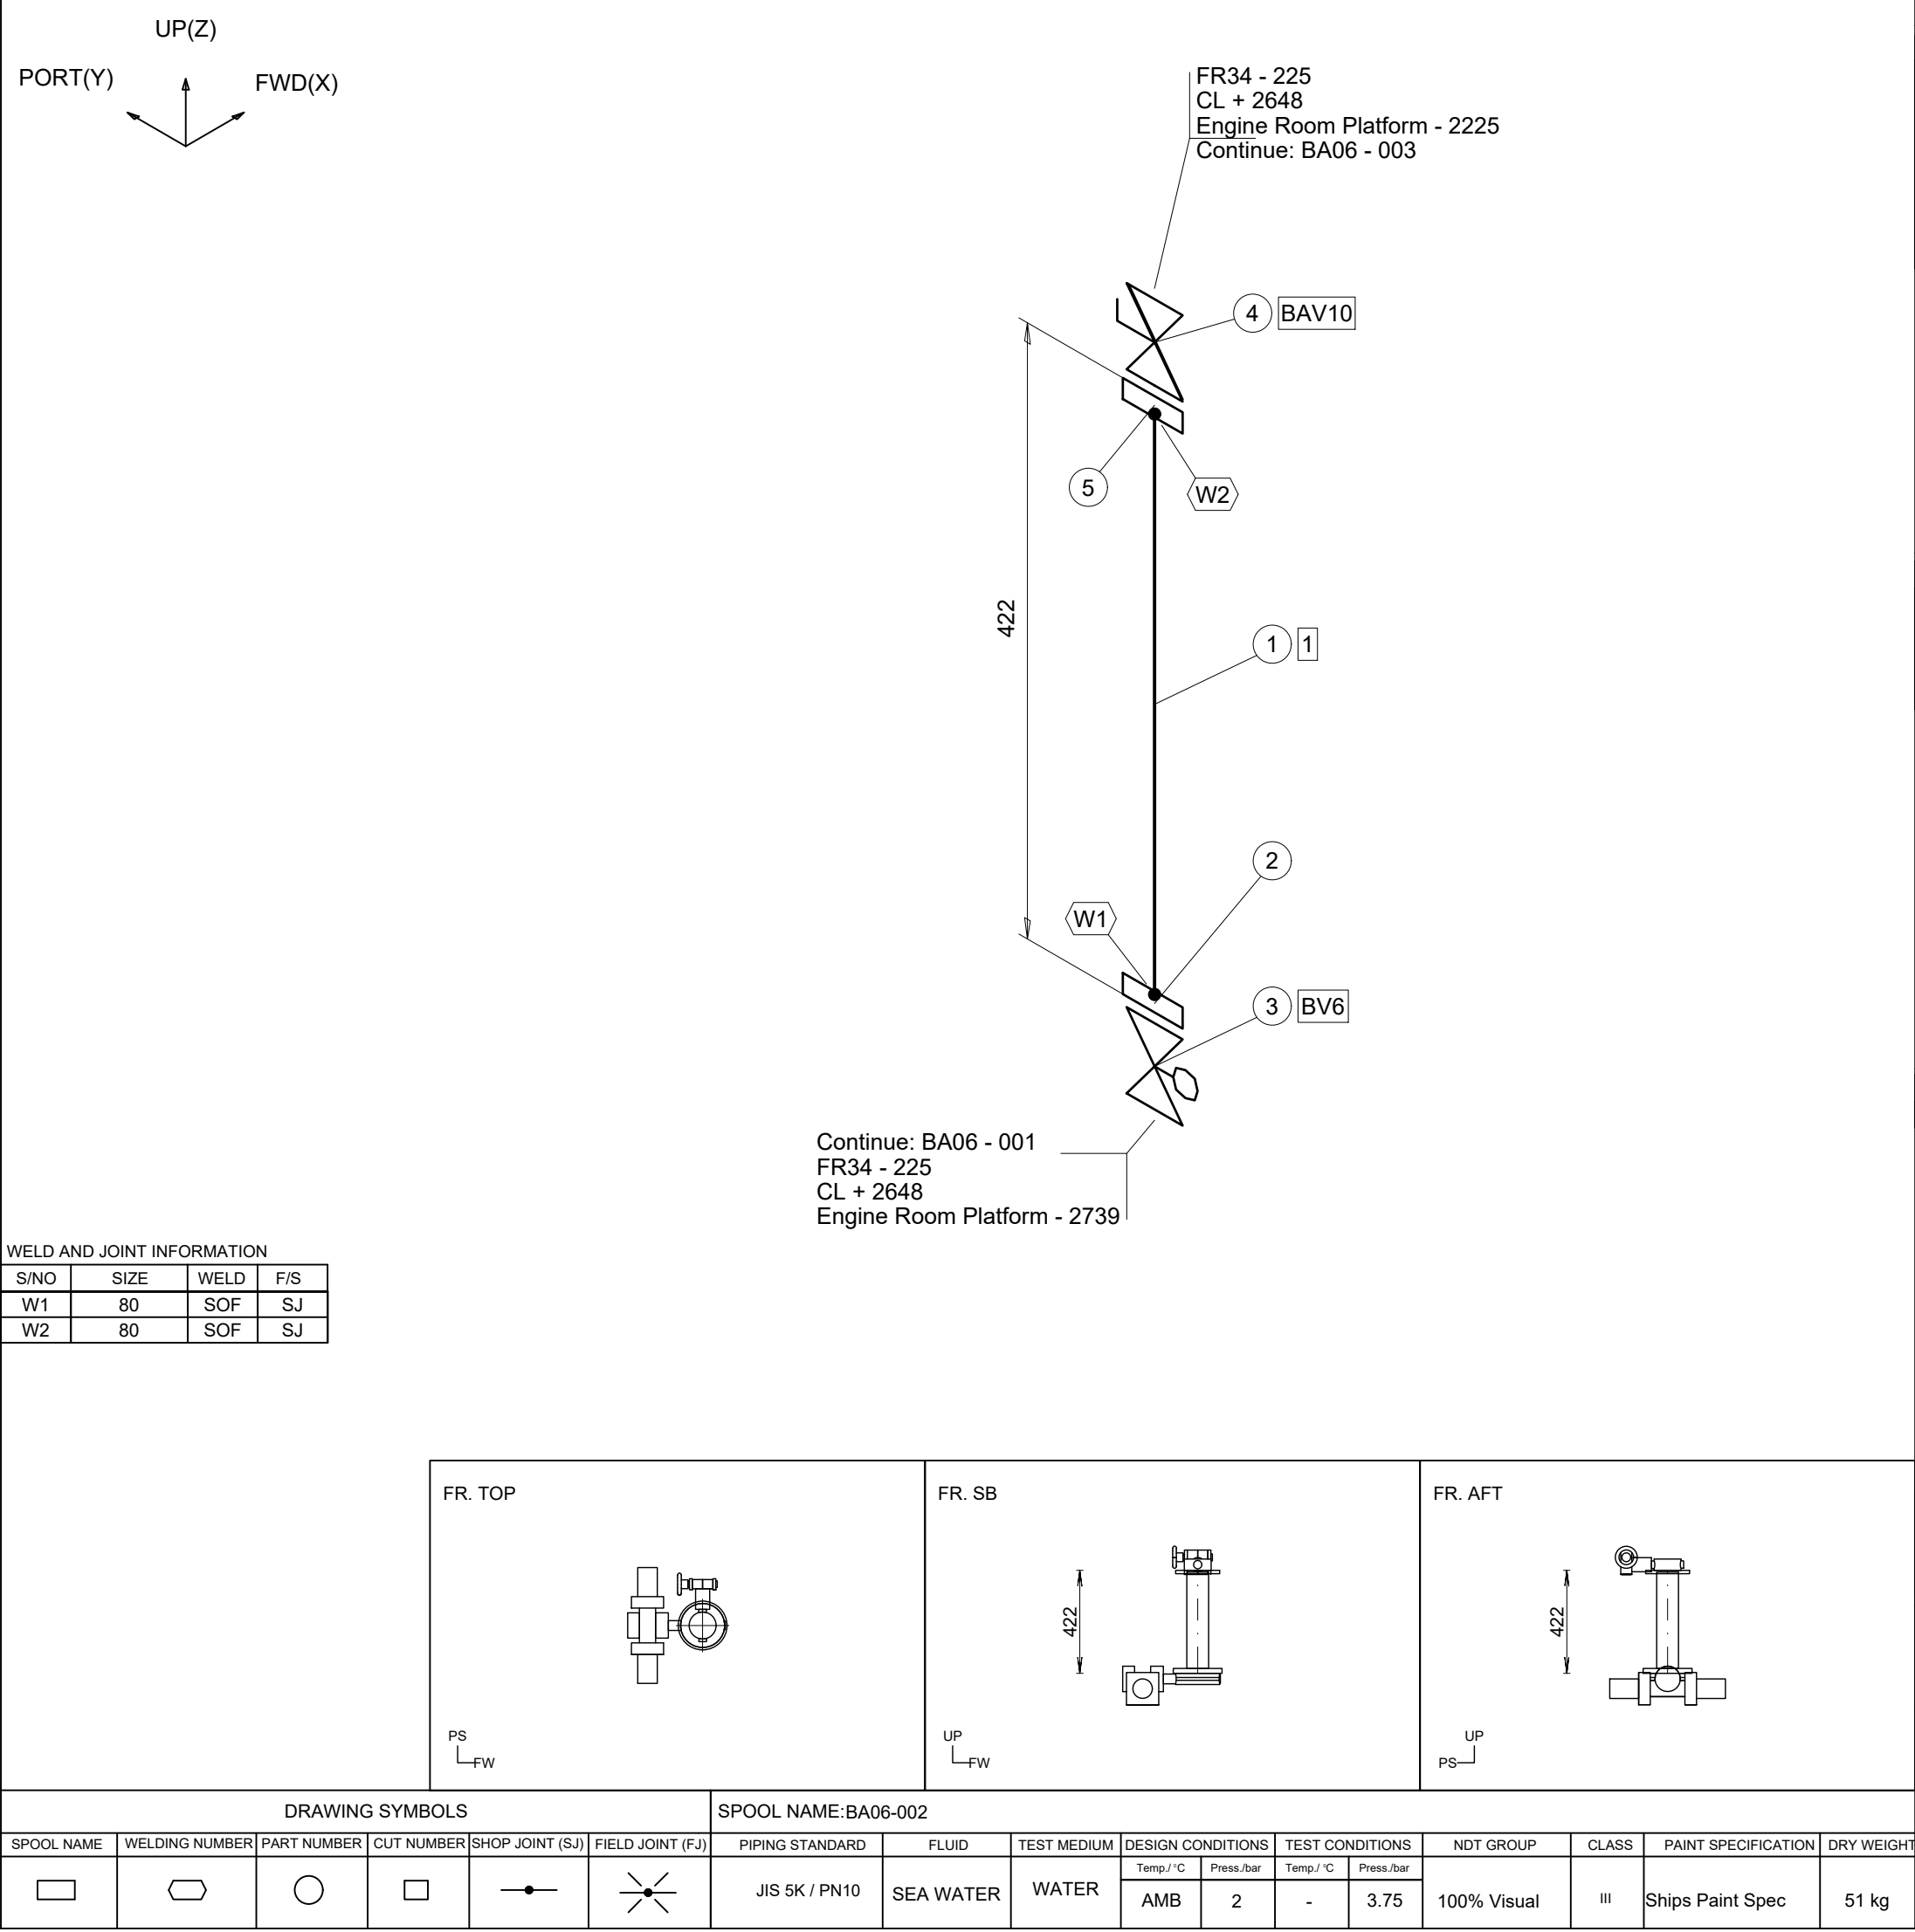 UP(Z)
PORT(Y)
FWD(X)
FR34 - 225
CL + 2648
Engine Room Platform - 2225
Continue: BA06 - 003
4 BAV10
5
W2
422
1 1
2
W1
3 BV6
Continue: BA06 - 001
FR34 - 225
CL + 2648
Engine Room Platform - 2739
WELD AND JOINT INFORMATION
S/NO SIZE WELD F/S
W1 80 SOF SJ
W2 80 SOF SJ
FR. TOP
PS
FW
FR. SB
422
UP
FW
FR. AFT
422
UP
PS
DRAWING SYMBOLS
SPOOL NAME:BA06-002
SPOOL NAME WELDING NUMBER PART NUMBER CUT NUMBER SHOP JOINT (SJ) FIELD JOINT (FJ) PIPING STANDARD FLUID TEST MEDIUM DESIGN CONDITIONS TEST CONDITIONS NDT GROUP CLASS PAINT SPECIFICATION DRY WEIGHT
Temp./ °C Press./bar Temp./ °C Press./bar
JIS 5K / PN10 SEA WATER WATER AMB 2 - 3.75 100% Visual III Ships Paint Spec 51 kg